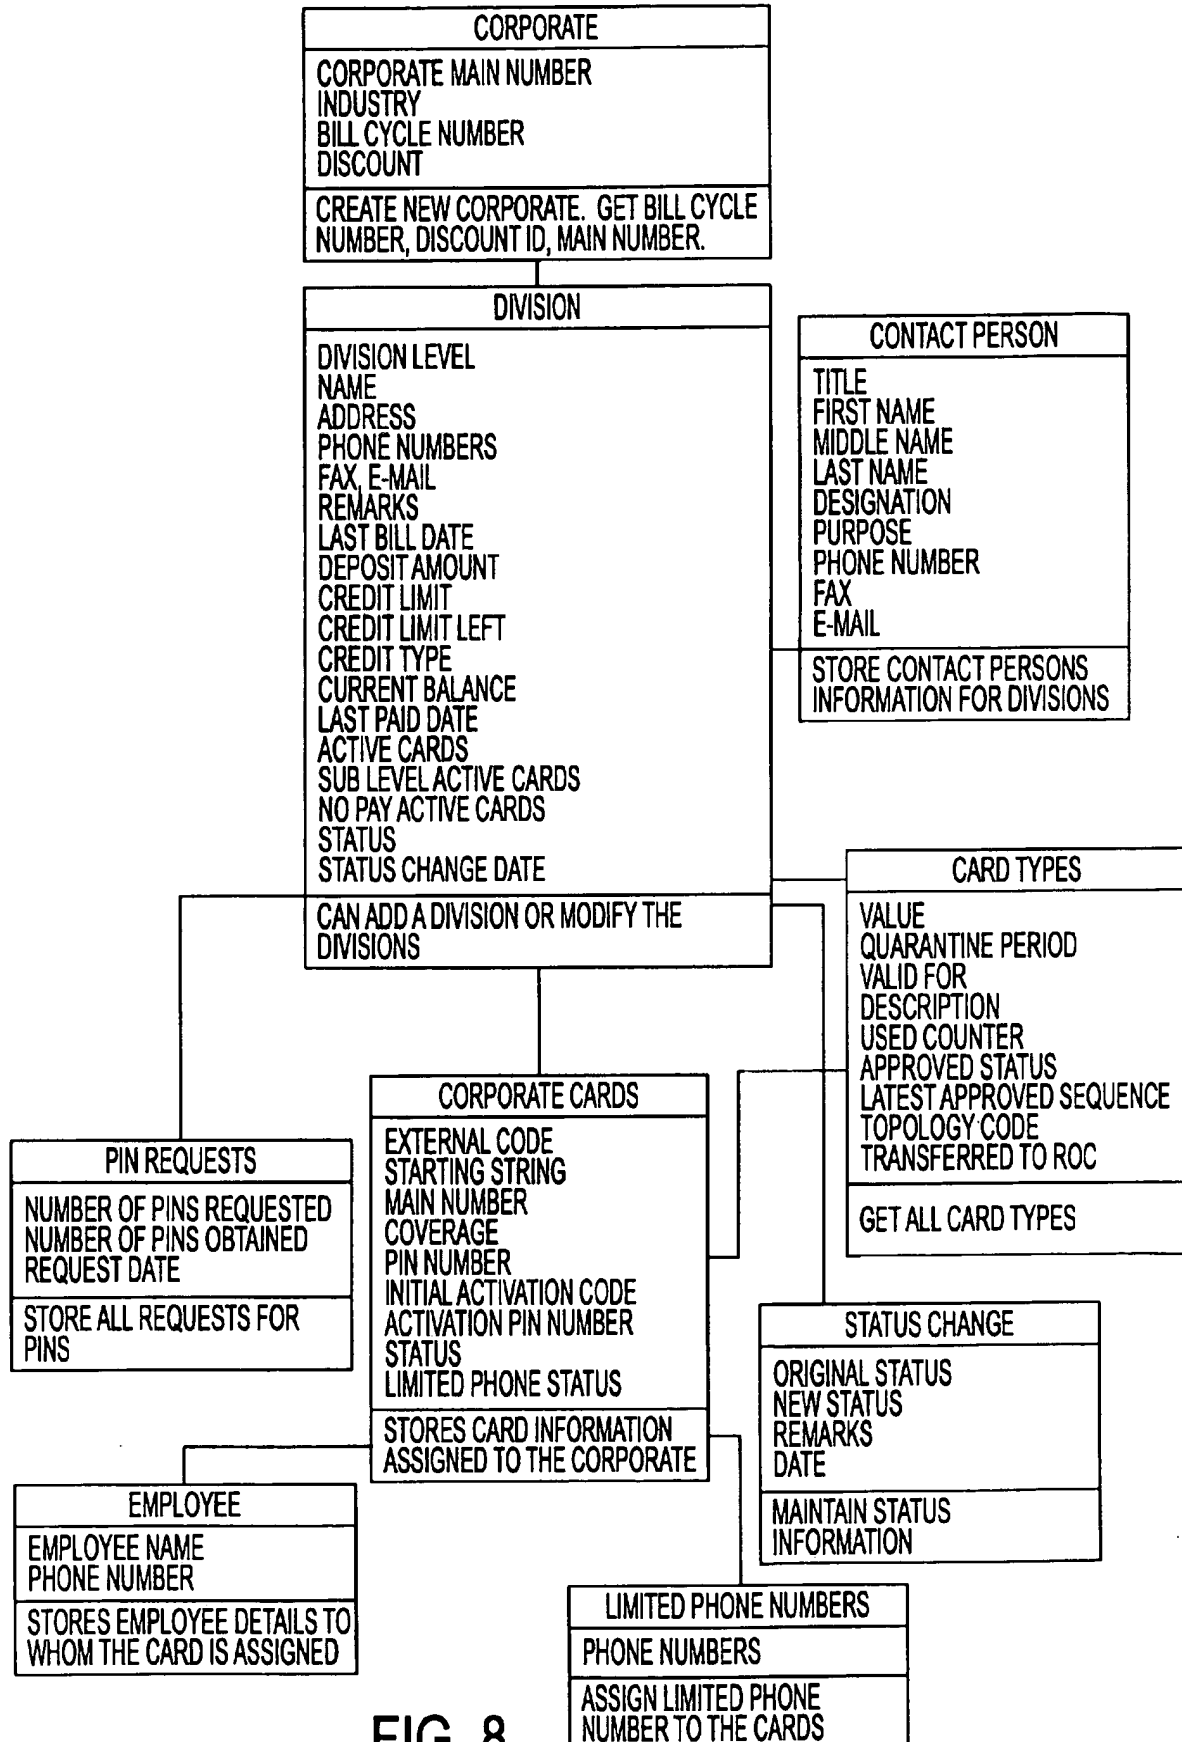 CORPORATE
CORPORATE MAIN NUMBER
INDUSTRY
BILL CYCLE NUMBER
DISCOUNT
CREATE NEW CORPORATE. GET BILL CYCLE
NUMBER, DISCOUNT ID, MAIN NUMBER.
DIVISION
DIVISION LEVEL
NAME
ADDRESS
PHONE NUMBERS
FAX, E-MAIL
REMARKS
LAST BILL DATE
DEPOSIT AMOUNT
CREDIT LIMIT
CREDIT LIMIT LEFT
CREDIT TYPE
CURRENT BALANCE
LAST PAID DATE
ACTIVE CARDS
SUB LEVEL ACTIVE CARDS
NO PAY ACTIVE CARDS
STATUS
STATUS CHANGE DATE
CAN ADD A DIVISION OR MODIFY THE
DIVISIONS
CONTACT PERSON
TITLE
FIRST NAME
MIDDLE NAME
LAST NAME
DESIGNATION
PURPOSE
PHONE NUMBER
FAX
E-MAIL
STORE CONTACT PERSONS
INFORMATION FOR DIVISIONS
CARD TYPES
VALUE
QUARANTINE PERIOD
VALID FOR
DESCRIPTION
USED COUNTER
APPROVED STATUS
LATEST APPROVED SEQUENCE
TOPOLOGY CODE
TRANSFERRED TO ROC
GET ALL CARD TYPES
CORPORATE CARDS
EXTERNAL CODE
STARTING STRING
MAIN NUMBER
COVERAGE
PIN NUMBER
INITIAL ACTIVATION CODE
ACTIVATION PIN NUMBER
STATUS
LIMITED PHONE STATUS
STORES CARD INFORMATION
ASSIGNED TO THE CORPORATE
PIN REQUESTS
NUMBER OF PINS REQUESTED
NUMBER OF PINS OBTAINED
REQUEST DATE
STORE ALL REQUESTS FOR
PINS
STATUS CHANGE
ORIGINAL STATUS
NEW STATUS
REMARKS
DATE
MAINTAIN STATUS
INFORMATION
EMPLOYEE
EMPLOYEE NAME
PHONE NUMBER
STORES EMPLOYEE DETAILS TO
WHOM THE CARD IS ASSIGNED
LIMITED PHONE NUMBERS
PHONE NUMBERS
ASSIGN LIMITED PHONE
NUMBER TO THE CARDS
FIG. 8